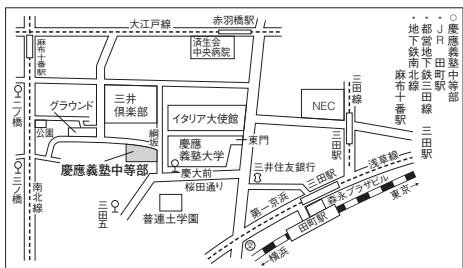 ○慶應義塾中等部
・JR 田町駅
・都営地下鉄三田線 三田駅
・地下鉄南北線
麻布十番駅
大江戸線
赤羽橋駅
済生会
中央病院
麻布十番駅
二ノ橋
グラウンド
三井
倶楽部
綱坂
イタリア大使館
NEC
三田線
公園
慶應
義塾大学
東門
三田駅
慶應義塾中等部
慶大前
三井住友銀行
浅草線
三ノ橋
桜田通り
三田駅
南北線
三田五
普連土学園
第一京浜
森永プラザビル
田町駅
東京→
←横浜